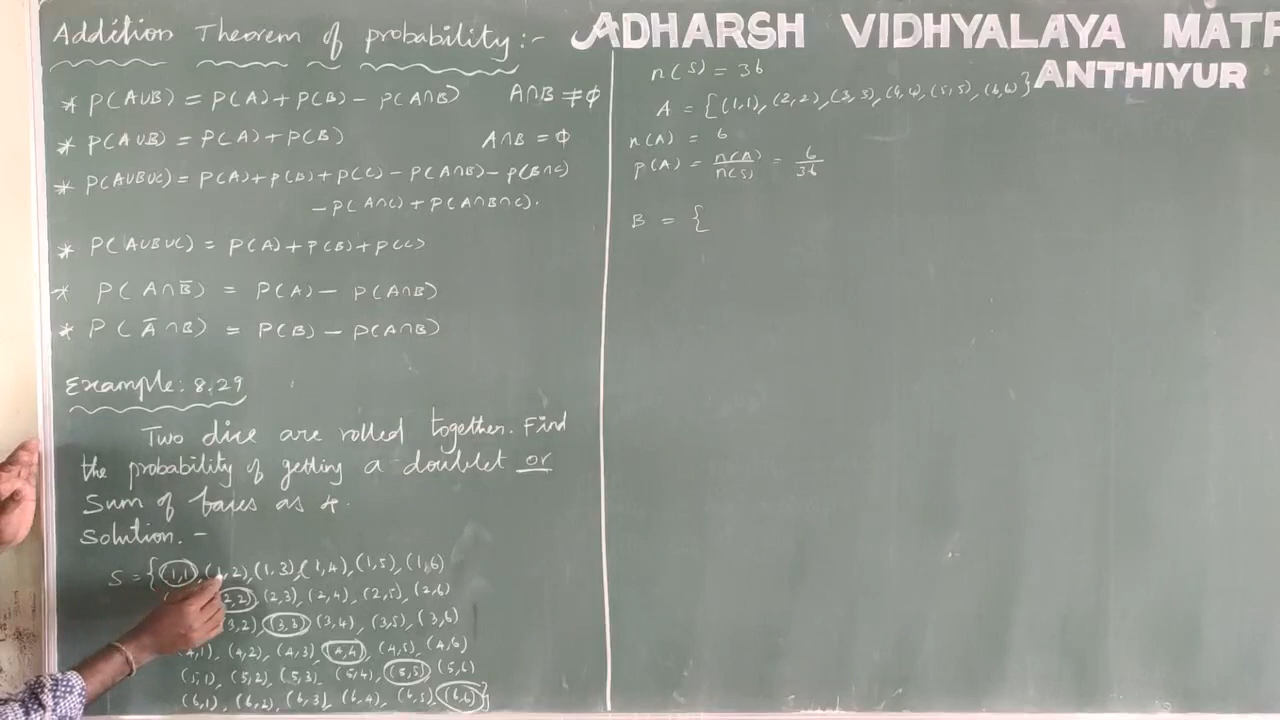 Addition Theorem of probability:-
* P(A∪B) = P(A) + P(B) - P(A∩B) A∩B ≠ ϕ
* P(A∪B) = P(A) + P(B) A∩B = ϕ
* P(A∪B∪C) = P(A) + P(B) + P(C) - P(A∩B) - P(B∩C)
- P(A∩C) + P(A∩B∩C).
* P(A∪B∪C) = P(A) + P(B) + P(C)
* P(A∩B̅) = P(A) - P(A∩B)
* P(A̅∩B) = P(B) - P(A∩B)
Example: 8.29
Two dice are rolled together. Find
the probability of getting a doublet or
Sum of faces as 4.
Solution. -
S = {(1,1), (1,2), (1,3), (1,4), (1,5), (1,6)
2,2), (2,3), (2,4), (2,5), (2,6)
3,2), (3,3), (3,4), (3,5), (3,6)
4,1), (4,2), (4,3), (4,4), (4,5), (4,6)
(5,1), (5,2), (5,3), (5,4), (5,5), (5,6)
(6,1), (6,2), (6,3), (6,4), (6,5), (6,6)}
ADHARSH VIDHYALAYA MATR
ANTHIYUR
n(S) = 36
A = {(1,1), (2,2), (3,3), (4,4), (5,5), (6,6)}
n(A) = 6
P(A) = n(A)/n(S) = 6/36
B = {